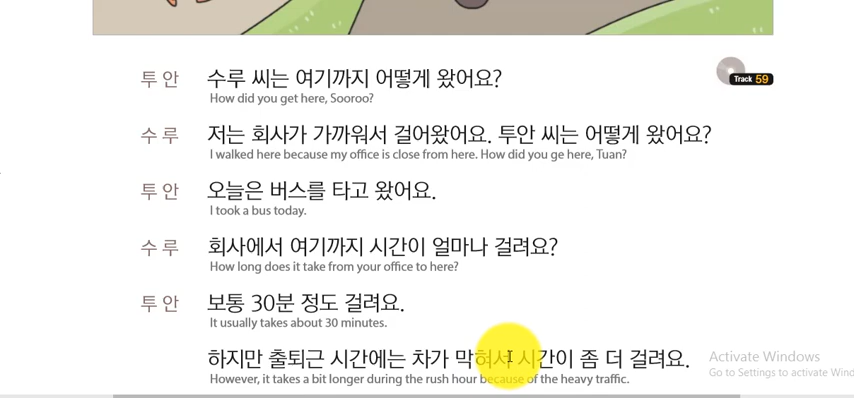 Track 59
투안 수루 씨는 여기까지 어떻게 왔어요?
How did you get here, Sooroo?
수루 저는 회사가 가까워서 걸어왔어요. 투안 씨는 어떻게 왔어요?
I walked here because my office is close from here. How did you ge here, Tuan?
투안 오늘은 버스를 타고 왔어요.
I took a bus today.
수루 회사에서 여기까지 시간이 얼마나 걸려요?
How long does it take from your office to here?
투안 보통 30분 정도 걸려요.
It usually takes about 30 minutes.
하지만 출퇴근 시간에는 차가 막혀서 시간이 좀 더 걸려요.
However, it takes a bit longer during the rush hour because of the heavy traffic.
Activate Windows
Go to Settings to activate Wind